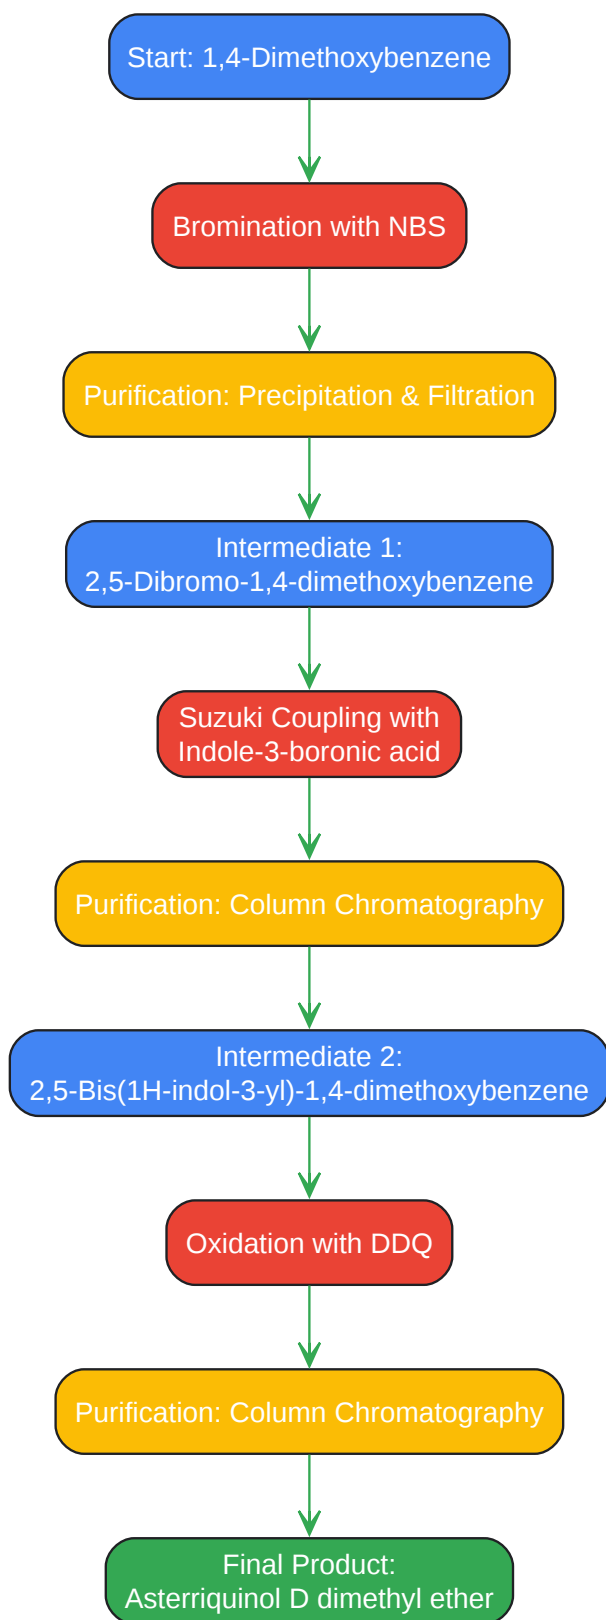 Start: 1,4-Dimethoxybenzene
Bromination with NBS
Purification: Precipitation & Filtration
Intermediate 1:
2,5-Dibromo-1,4-dimethoxybenzene
Suzuki Coupling with
Indole-3-boronic acid
Purification: Column Chromatography
Intermediate 2:
2,5-Bis(1H-indol-3-yl)-1,4-dimethoxybenzene
Oxidation with DDQ
Purification: Column Chromatography
Final Product:
Asterriquinol D dimethyl ether